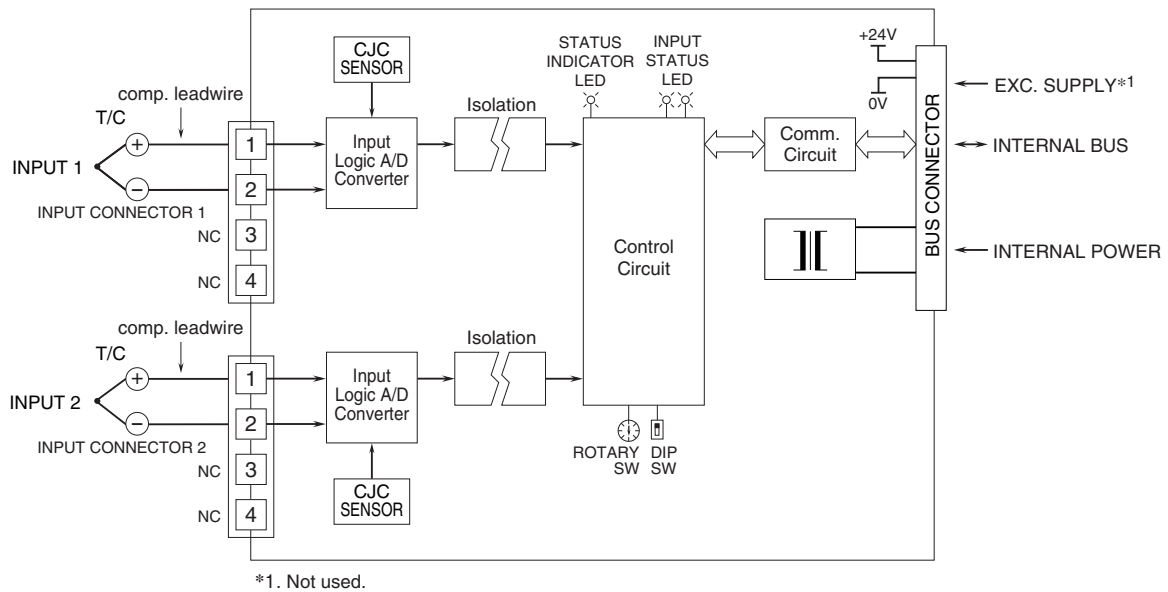 STATUS
INDICATOR
LED
INPUT
STATUS
LED
+24V
0V
BUS CONNECTOR
EXC. SUPPLY*1
INTERNAL BUS
INTERNAL POWER
CJC
SENSOR
comp. leadwire
T/C
+
−
INPUT 1
INPUT CONNECTOR 1
1
2
NC 3
NC 4
Input
Logic A/D
Converter
Isolation
Control
Circuit
Comm.
Circuit
comp. leadwire
T/C
+
−
INPUT 2
INPUT CONNECTOR 2
1
2
NC 3
NC 4
Input
Logic A/D
Converter
Isolation
CJC
SENSOR
ROTARY
SW
DIP
SW
*1. Not used.